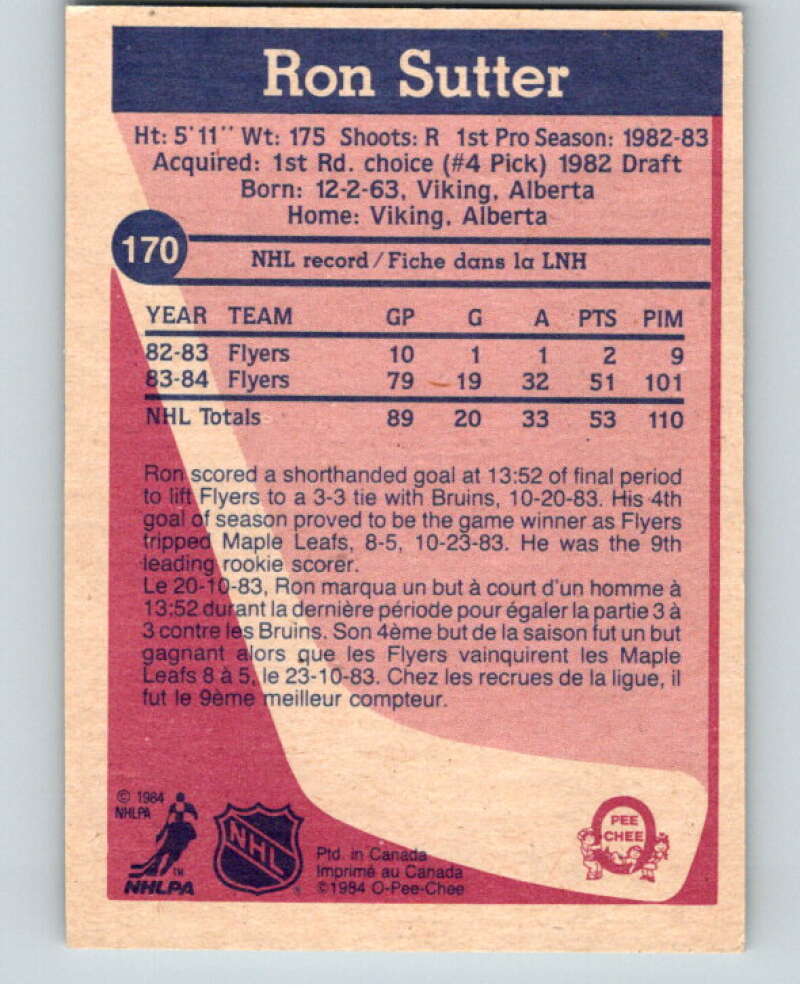 Ron Sutter
Ht: 5'11" Wt: 175 Shoots: R 1st Pro Season: 1982-83
Acquired: 1st Rd. choice (#4 Pick) 1982 Draft
Born: 12-2-63, Viking, Alberta
Home: Viking, Alberta
170
NHL record/Fiche dans la LNH
YEAR TEAM GP G A PTS PIM
82-83 Flyers 10 1 1 2 9
83-84 Flyers 79 19 32 51 101
NHL Totals 89 20 33 53 110
Ron scored a shorthanded goal at 13:52 of final period
to lift Flyers to a 3-3 tie with Bruins, 10-20-83. His 4th
goal of season proved to be the game winner as Flyers
tripped Maple Leafs, 8-5, 10-23-83. He was the 9th
leading rookie scorer.
Le 20-10-83, Ron marqua un but à court d'un homme à
13:52 durant la dernière période pour égaler la partie 3 à
3 contre les Bruins. Son 4ème but de la saison fut un but
gagnant alors que les Flyers vainquirent les Maple
Leafs 8 à 5, le 23-10-83. Chez les recrues de la ligue, il
fut le 9ème meilleur compteur.
© 1984
NHLPA
TM
NHLPA
NHL
Ptd. in Canada
Imprimé au Canada
©1984 O-Pee-Chee
PEE
CHEE